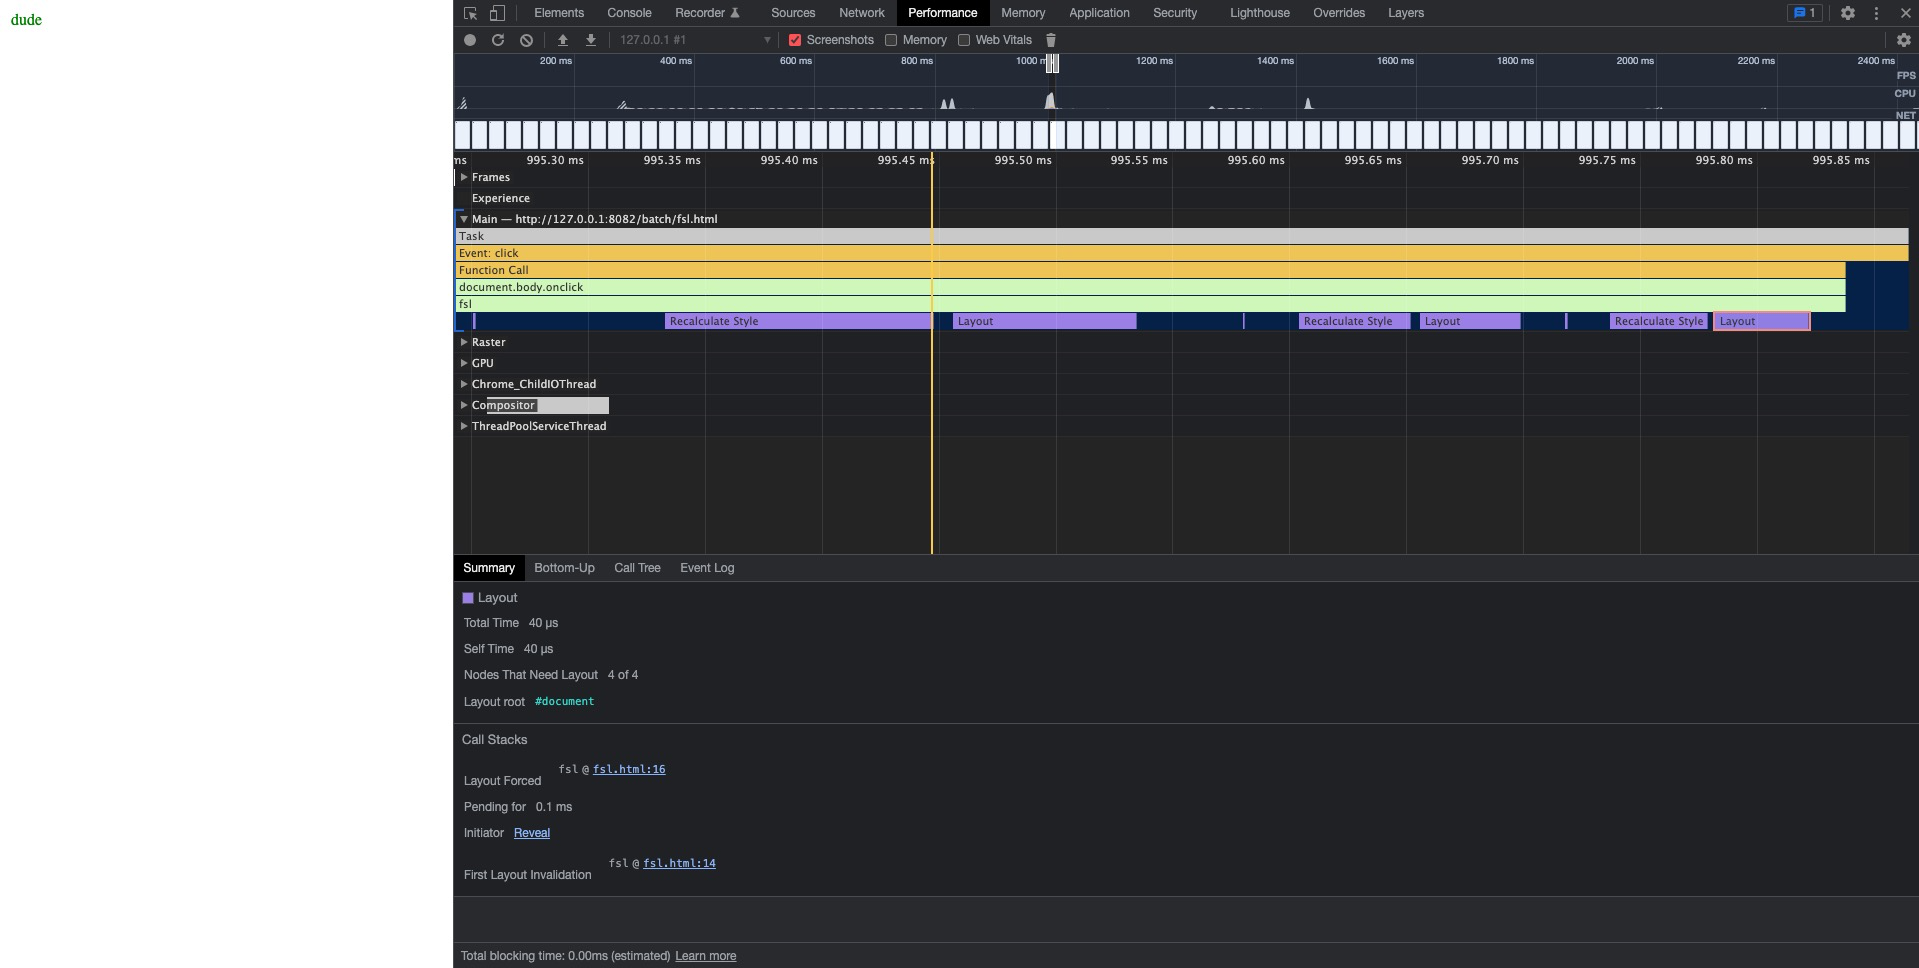 dude
Elements Console Recorder Sources Network Performance Memory Application Security Lighthouse Overrides Layers 1
127.0.0.1 #1 Screenshots Memory Web Vitals
200 ms 400 ms 600 ms 800 ms 1000 m 1200 ms 1400 ms 1600 ms 1800 ms 2000 ms 2200 ms 2400 ms
FPS
CPU
NET
ms 995.30 ms 995.35 ms 995.40 ms 995.45 ms 995.50 ms 995.55 ms 995.60 ms 995.65 ms 995.70 ms 995.75 ms 995.80 ms 995.85 ms
Frames
Experience
Main — http://127.0.0.1:8082/batch/fsl.html
Task
Event: click
Function Call
document.body.onclick
fsl
Recalculate Style Layout Recalculate Style Layout Recalculate Style Layout
Raster
GPU
Chrome_ChildIOThread
Compositor
ThreadPoolServiceThread
Summary Bottom-Up Call Tree Event Log
Layout
Total Time 40 μs
Self Time 40 μs
Nodes That Need Layout 4 of 4
Layout root #document
Call Stacks
fsl @ fsl.html:16
Layout Forced
Pending for 0.1 ms
Initiator Reveal
fsl @ fsl.html:14
First Layout Invalidation
Total blocking time: 0.00ms (estimated) Learn more